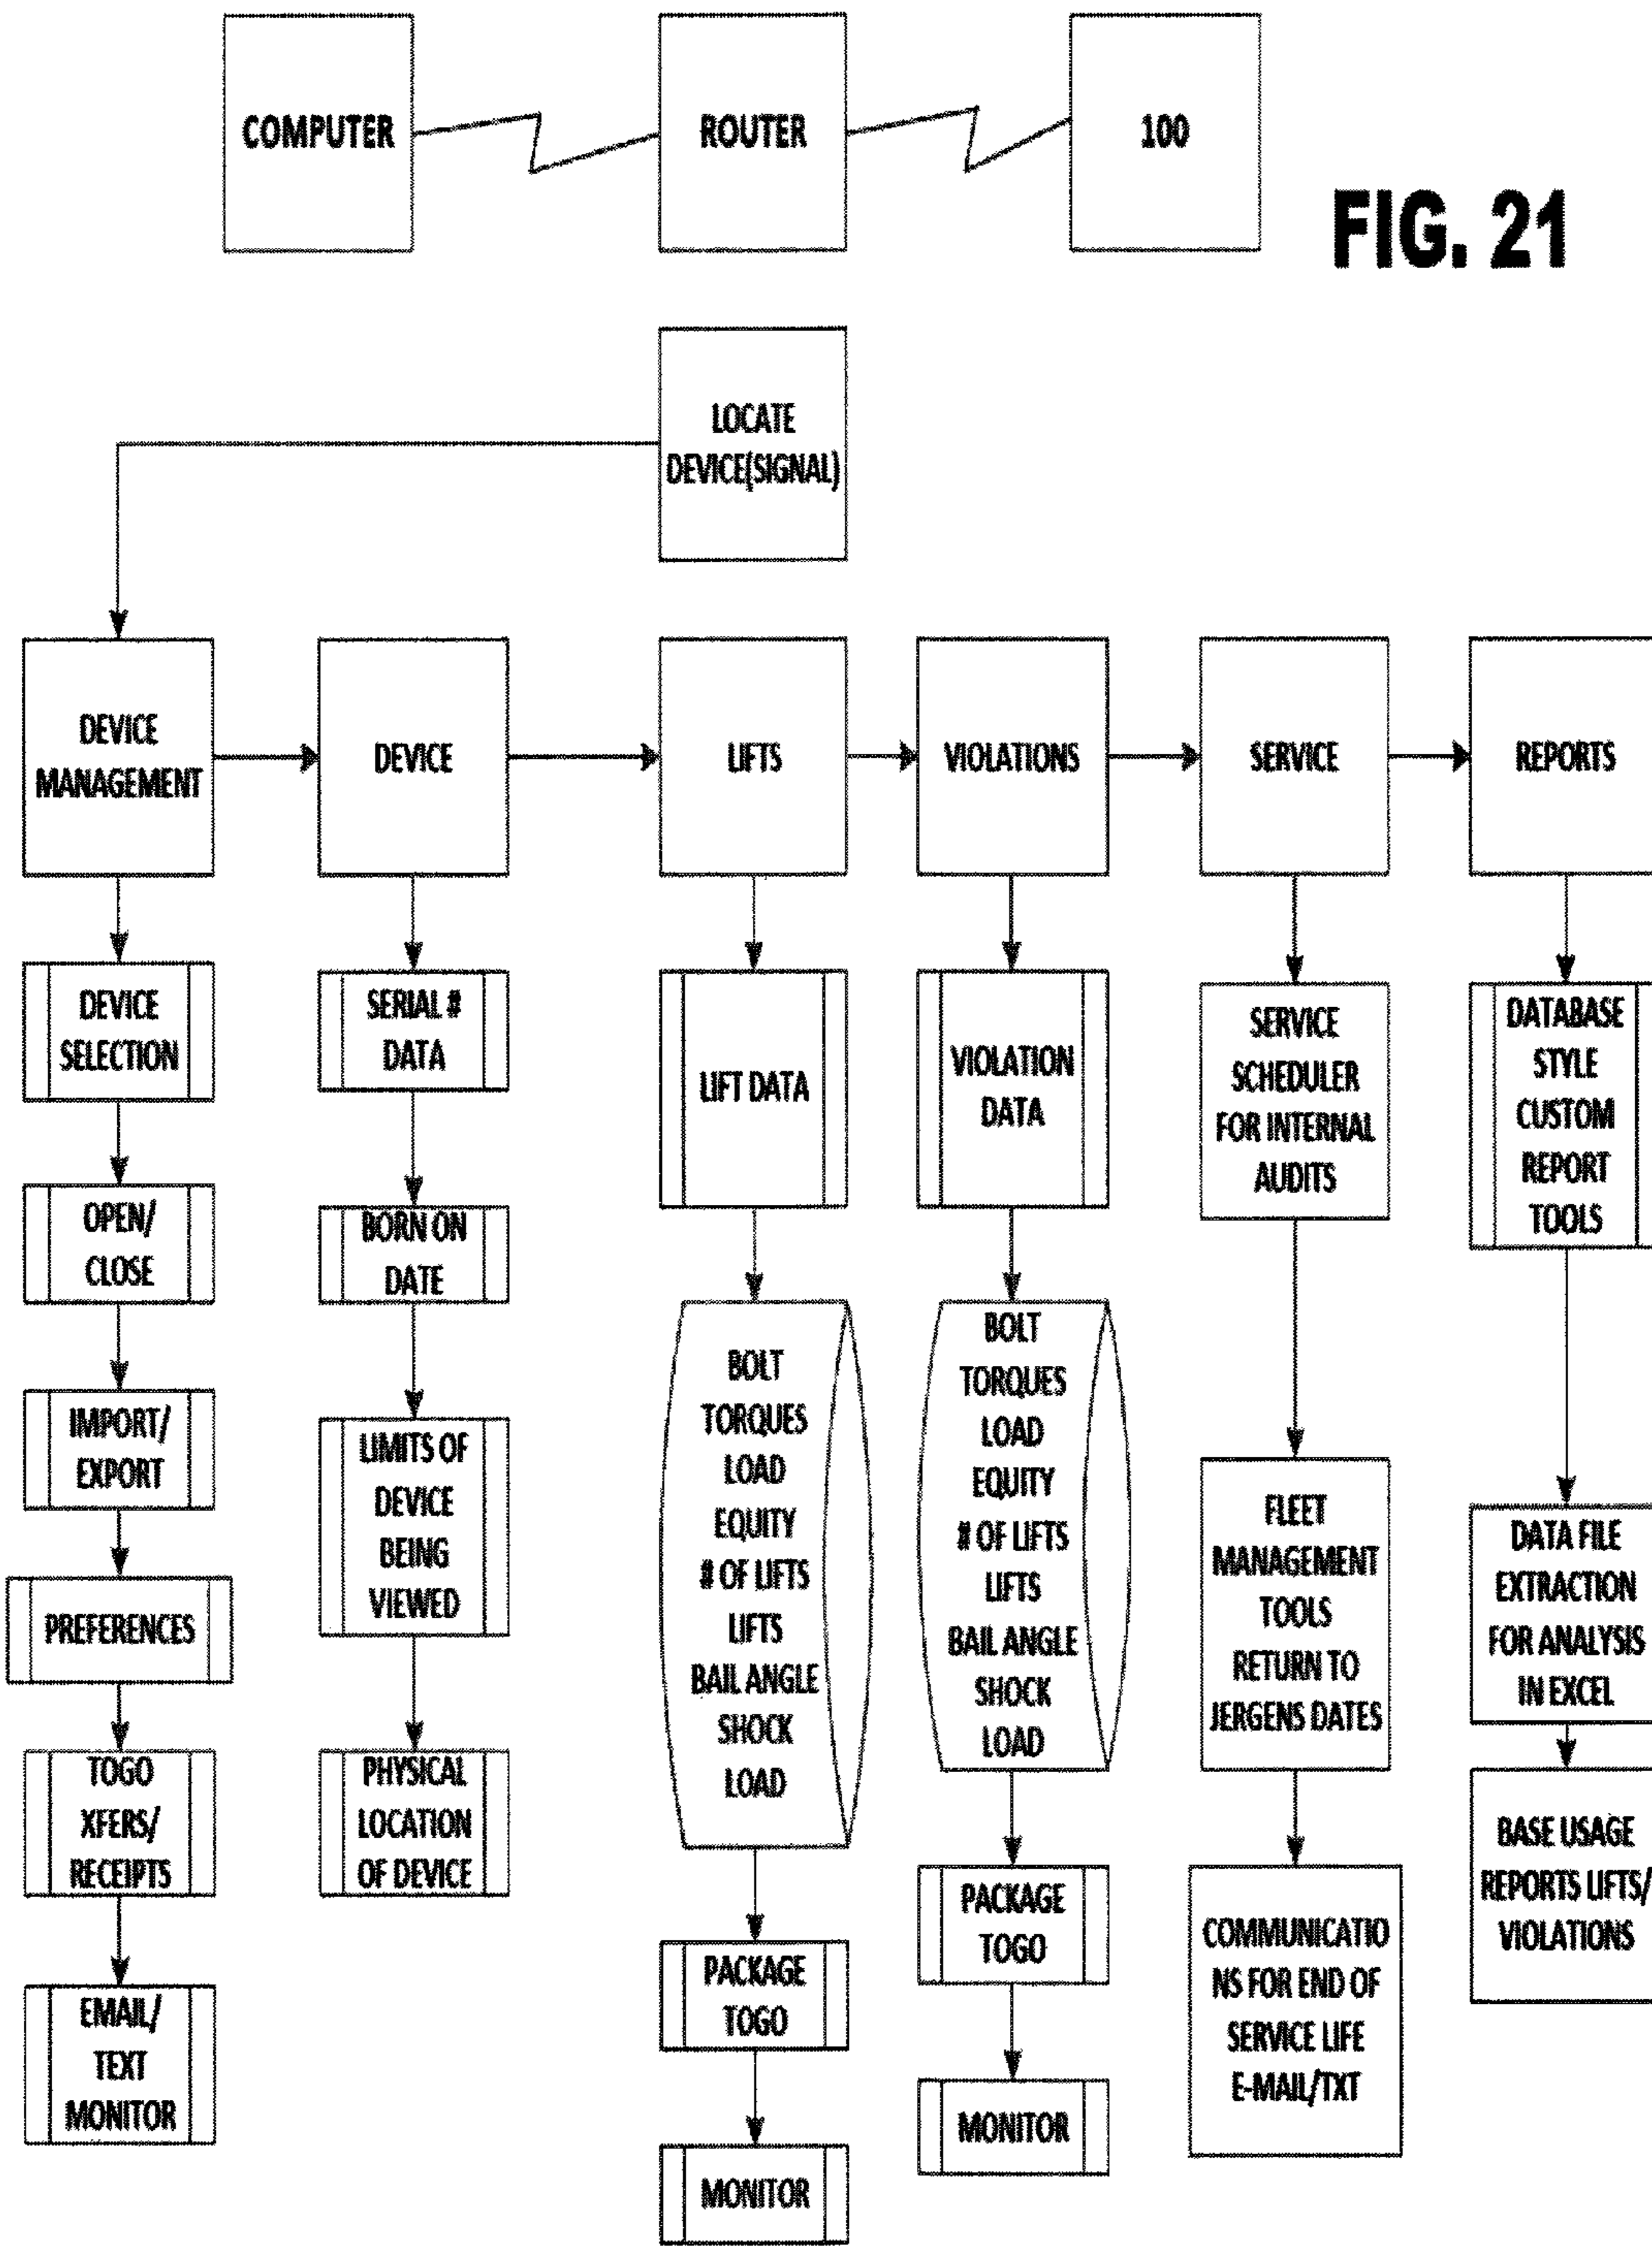 COMPUTER
ROUTER
100
FIG. 21
LOCATE
DEVICE(SIGNAL)
DEVICE
MANAGEMENT
DEVICE
LIFTS
VIOLATIONS
SERVICE
REPORTS
DEVICE
SELECTION
OPEN/
CLOSE
IMPORT/
EXPORT
PREFERENCES
TOGO
XFERS/
RECEIPTS
EMAIL/
TEXT
MONITOR
SERIAL #
DATA
BORN ON
DATE
LIMITS OF
DEVICE
BEING
VIEWED
PHYSICAL
LOCATION
OF DEVICE
LIFT DATA
BOLT
TORQUES
LOAD
EQUITY
# OF LIFTS
LIFTS
BAIL ANGLE
SHOCK
LOAD
PACKAGE
TOGO
MONITOR
VIOLATION
DATA
BOLT
TORQUES
LOAD
EQUITY
# OF LIFTS
LIFTS
BAIL ANGLE
SHOCK
LOAD
PACKAGE
TOGO
MONITOR
SERVICE
SCHEDULER
FOR INTERNAL
AUDITS
FLEET
MANAGEMENT
TOOLS
RETURN TO
JERGENS DATES
COMMUNICATIO
NS FOR END OF
SERVICE LIFE
E-MAIL/TXT
DATABASE
STYLE
CUSTOM
REPORT
TOOLS
DATA FILE
EXTRACTION
FOR ANALYSIS
IN EXCEL
BASE USAGE
REPORTS LIFTS/
VIOLATIONS